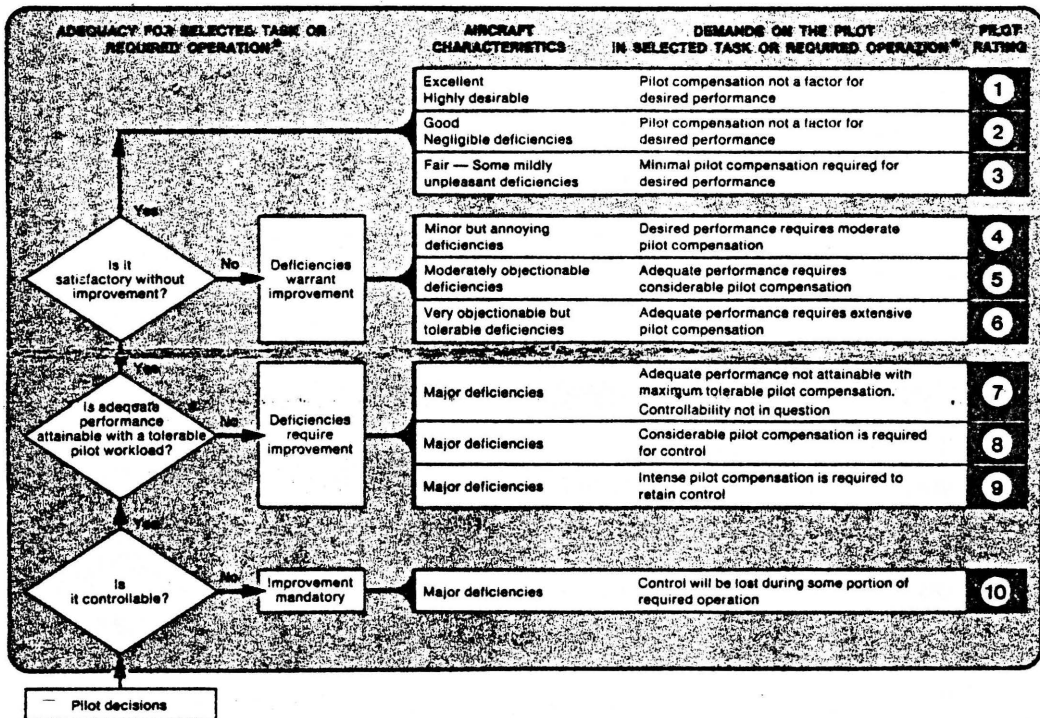 ADEQUACY FOR SELECTED TASK OR
REQUIRED OPERATION*
AIRCRAFT
CHARACTERISTICS
DEMANDS ON THE PILOT
IN SELECTED TASK OR REQUIRED OPERATION*
PILOT
RATING
Excellent
Highly desirable
Pilot compensation not a factor for
desired performance
1
Good
Negligible deficiencies
Pilot compensation not a factor for
desired performance
2
Fair — Some mildly
unpleasant deficiencies
Minimal pilot compensation required for
desired performance
3
Yes
Is it
satisfactory without
improvement?
No
Deficiencies
warrant
improvement
Minor but annoying
deficiencies
Desired performance requires moderate
pilot compensation
4
Moderately objectionable
deficiencies
Adequate performance requires
considerable pilot compensation
5
Very objectionable but
tolerable deficiencies
Adequate performance requires extensive
pilot compensation
6
Yes
Is adequate
performance
attainable with a tolerable
pilot workload?
No
Deficiencies
require
improvement
Major deficiencies
Adequate performance not attainable with
maximum tolerable pilot compensation.
Controllability not in question
7
Major deficiencies
Considerable pilot compensation is required
for control
8
Major deficiencies
Intense pilot compensation is required to
retain control
9
Yes
Is
it controllable?
No
Improvement
mandatory
Major deficiencies
Control will be lost during some portion of
required operation
10
Pilot decisions